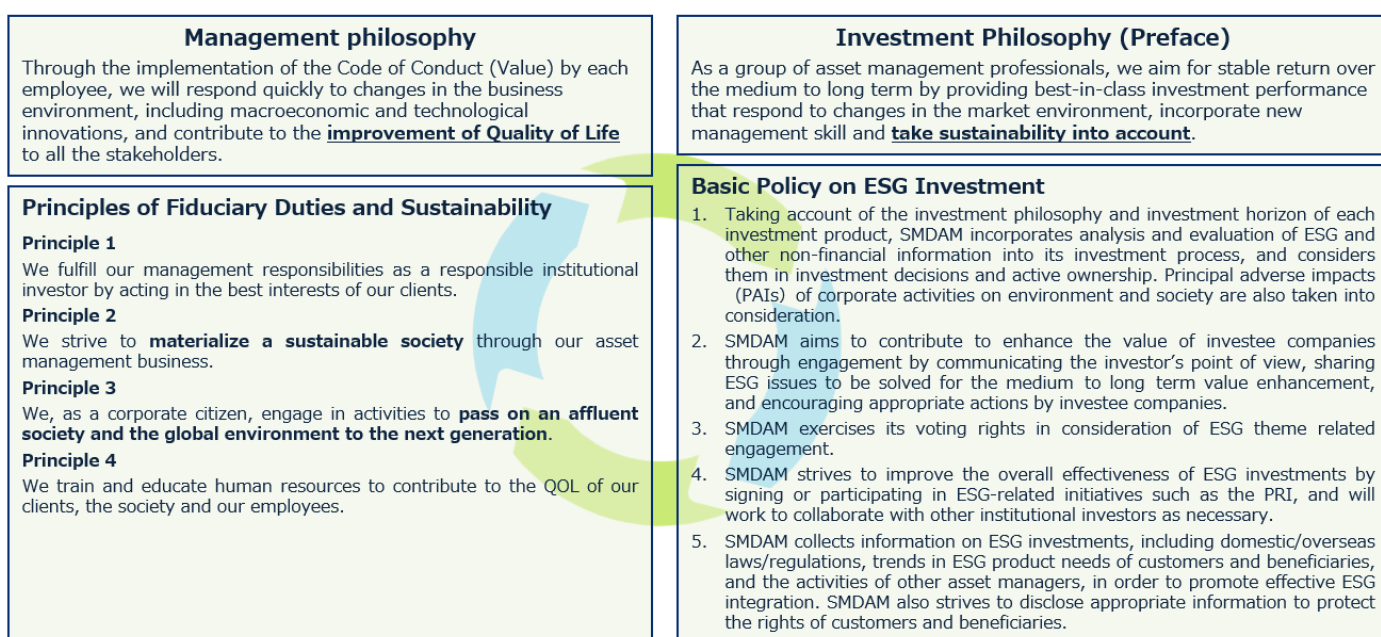 Management philosophy
Through the implementation of the Code of Conduct (Value) by each
employee, we will respond quickly to changes in the business
environment, including macroeconomic and technological
innovations, and contribute to the improvement of Quality of Life
to all the stakeholders.
Principles of Fiduciary Duties and Sustainability
Principle 1
We fulfill our management responsibilities as a responsible institutional
investor by acting in the best interests of our clients.
Principle 2
We strive to materialize a sustainable society through our asset
management business.
Principle 3
We, as a corporate citizen, engage in activities to pass on an affluent
society and the global environment to the next generation.
Principle 4
We train and educate human resources to contribute to the QOL of our
clients, the society and our employees.
Investment Philosophy (Preface)
As a group of asset management professionals, we aim for stable return over
the medium to long term by providing best-in-class investment performance
that respond to changes in the market environment, incorporate new
management skill and take sustainability into account.
Basic Policy on ESG Investment
1. Taking account of the investment philosophy and investment horizon of each
investment product, SMDAM incorporates analysis and evaluation of ESG and
other non-financial information into its investment process, and considers
them in investment decisions and active ownership. Principal adverse impacts
（PAIs）of corporate activities on environment and society are also taken into
consideration.
2. SMDAM aims to contribute to enhance the value of investee companies
through engagement by communicating the investor's point of view, sharing
ESG issues to be solved for the medium to long term value enhancement,
and encouraging appropriate actions by investee companies.
3. SMDAM exercises its voting rights in consideration of ESG theme related
engagement.
4. SMDAM strives to improve the overall effectiveness of ESG investments by
signing or participating in ESG-related initiatives such as the PRI, and will
work to collaborate with other institutional investors as necessary.
5. SMDAM collects information on ESG investments, including domestic/overseas
laws/regulations, trends in ESG product needs of customers and beneficiaries,
and the activities of other asset managers, in order to promote effective ESG
integration. SMDAM also strives to disclose appropriate information to protect
the rights of customers and beneficiaries.